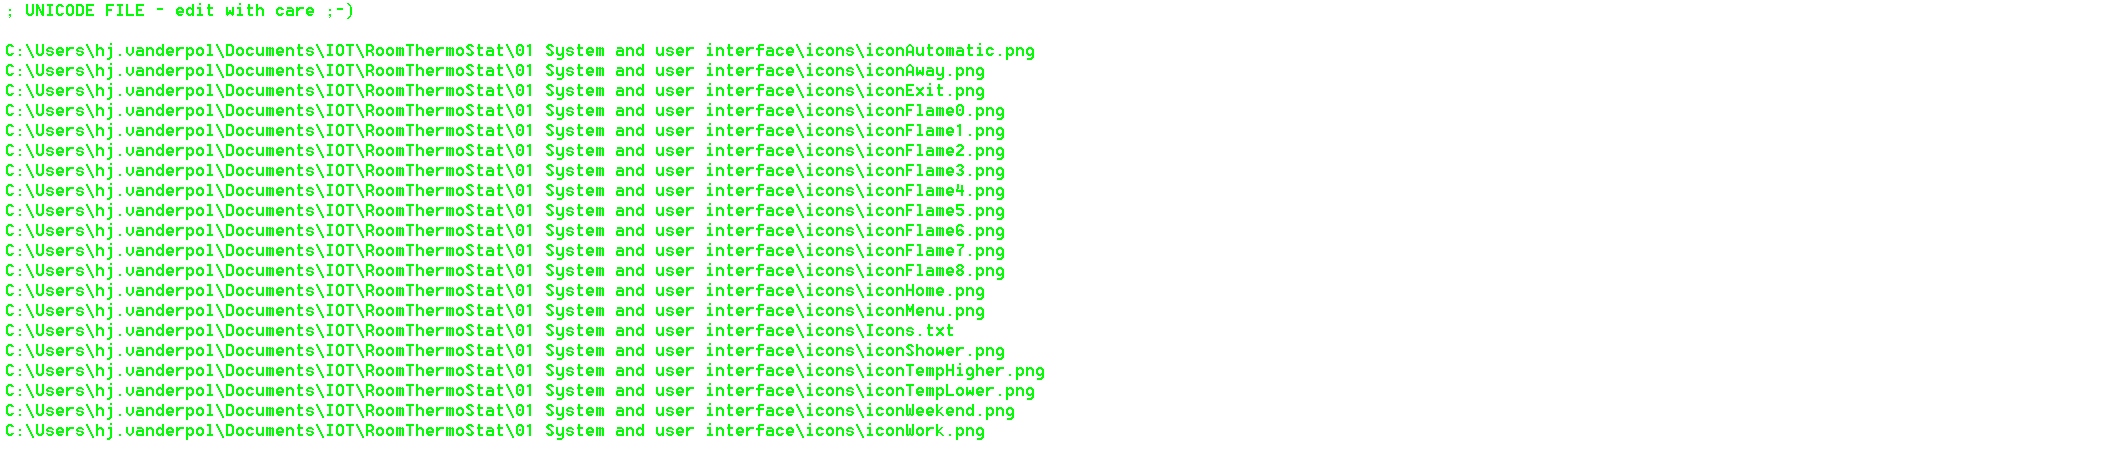 ; UNICODE FILE - edit with care ;-)

C:\Users\hj.vanderpol\Documents\IOT\RoomThermoStat\01 System and user interface\icons\iconAutomatic.png
C:\Users\hj.vanderpol\Documents\IOT\RoomThermoStat\01 System and user interface\icons\iconAway.png
C:\Users\hj.vanderpol\Documents\IOT\RoomThermoStat\01 System and user interface\icons\iconExit.png
C:\Users\hj.vanderpol\Documents\IOT\RoomThermoStat\01 System and user interface\icons\iconFlame0.png
C:\Users\hj.vanderpol\Documents\IOT\RoomThermoStat\01 System and user interface\icons\iconFlame1.png
C:\Users\hj.vanderpol\Documents\IOT\RoomThermoStat\01 System and user interface\icons\iconFlame2.png
C:\Users\hj.vanderpol\Documents\IOT\RoomThermoStat\01 System and user interface\icons\iconFlame3.png
C:\Users\hj.vanderpol\Documents\IOT\RoomThermoStat\01 System and user interface\icons\iconFlame4.png
C:\Users\hj.vanderpol\Documents\IOT\RoomThermoStat\01 System and user interface\icons\iconFlame5.png
C:\Users\hj.vanderpol\Documents\IOT\RoomThermoStat\01 System and user interface\icons\iconFlame6.png
C:\Users\hj.vanderpol\Documents\IOT\RoomThermoStat\01 System and user interface\icons\iconFlame7.png
C:\Users\hj.vanderpol\Documents\IOT\RoomThermoStat\01 System and user interface\icons\iconFlame8.png
C:\Users\hj.vanderpol\Documents\IOT\RoomThermoStat\01 System and user interface\icons\iconHome.png
C:\Users\hj.vanderpol\Documents\IOT\RoomThermoStat\01 System and user interface\icons\iconMenu.png
C:\Users\hj.vanderpol\Documents\IOT\RoomThermoStat\01 System and user interface\icons\Icons.txt
C:\Users\hj.vanderpol\Documents\IOT\RoomThermoStat\01 System and user interface\icons\iconShower.png
C:\Users\hj.vanderpol\Documents\IOT\RoomThermoStat\01 System and user interface\icons\iconTempHigher.png
C:\Users\hj.vanderpol\Documents\IOT\RoomThermoStat\01 System and user interface\icons\iconTempLower.png
C:\Users\hj.vanderpol\Documents\IOT\RoomThermoStat\01 System and user interface\icons\iconWeekend.png
C:\Users\hj.vanderpol\Documents\IOT\RoomThermoStat\01 System and user interface\icons\iconWork.png